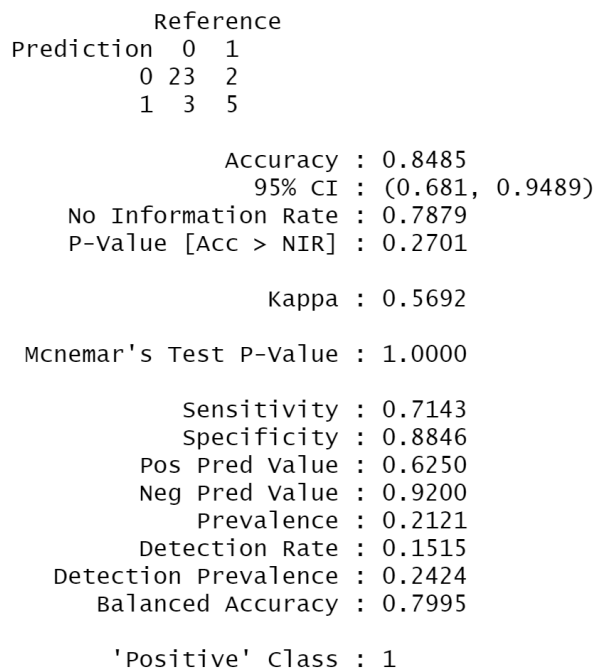 Reference
Prediction 0 1
0 23 2
1 3 5
Accuracy : 0.8485
95% CI : (0.681, 0.9489)
No Information Rate : 0.7879
P-Value [Acc > NIR] : 0.2701
Kappa : 0.5692
Mcnemar's Test P-Value : 1.0000
Sensitivity : 0.7143
Specificity : 0.8846
Pos Pred Value : 0.6250
Neg Pred Value : 0.9200
Prevalence : 0.2121
Detection Rate : 0.1515
Detection Prevalence : 0.2424
Balanced Accuracy : 0.7995
'Positive' Class : 1